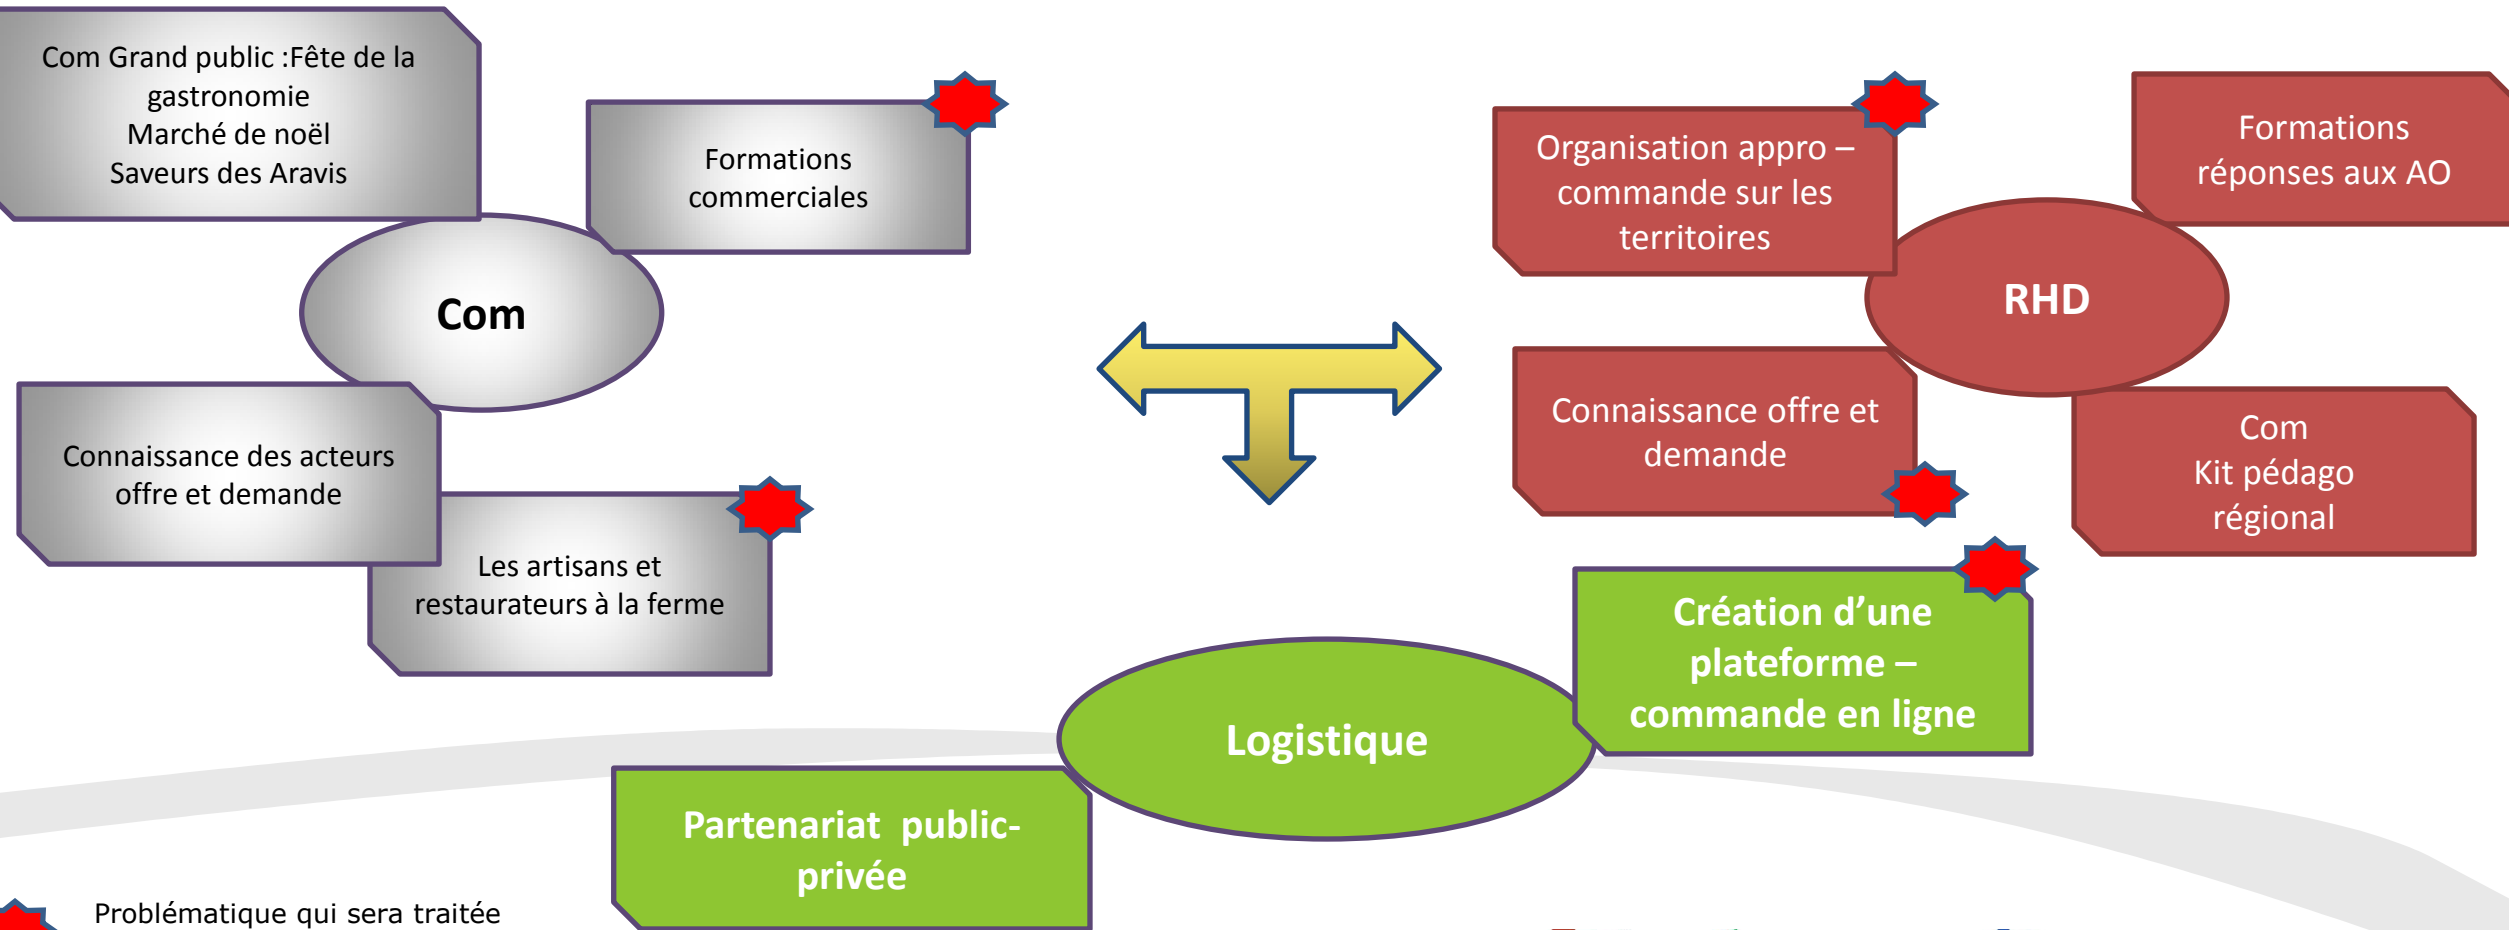 Com Grand public :Fête de la
gastronomie
Marché de noël
Saveurs des Aravis
Formations
commerciales
Com
Connaissance des acteurs
offre et demande
Les artisans et
restaurateurs à la ferme
Organisation appro –
commande sur les
territoires
Formations
réponses aux AO
RHD
Connaissance offre et
demande
Com
Kit pédago
régional
Création d’une
plateforme –
commande en ligne
Logistique
Partenariat  public-
privée
Problématique qui sera traitée